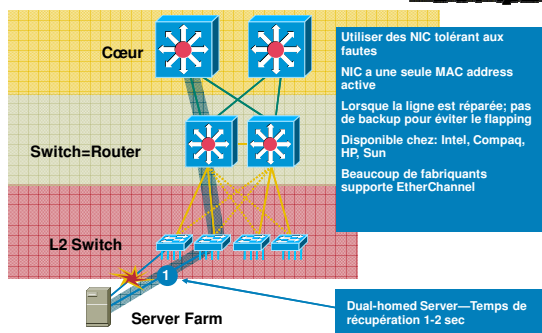 Cœur
Switch=Router
L2 Switch
1
Server Farm
Utiliser des NIC tolérant aux
fautes
NIC a une seule MAC address
active
Lorsque la ligne est réparée; pas
de backup pour éviter le flapping
Disponible chez: Intel, Compaq,
HP, Sun
Beaucoup de fabriquants
supporte EtherChannel
Dual-homed Server—Temps de
récupération 1-2 sec